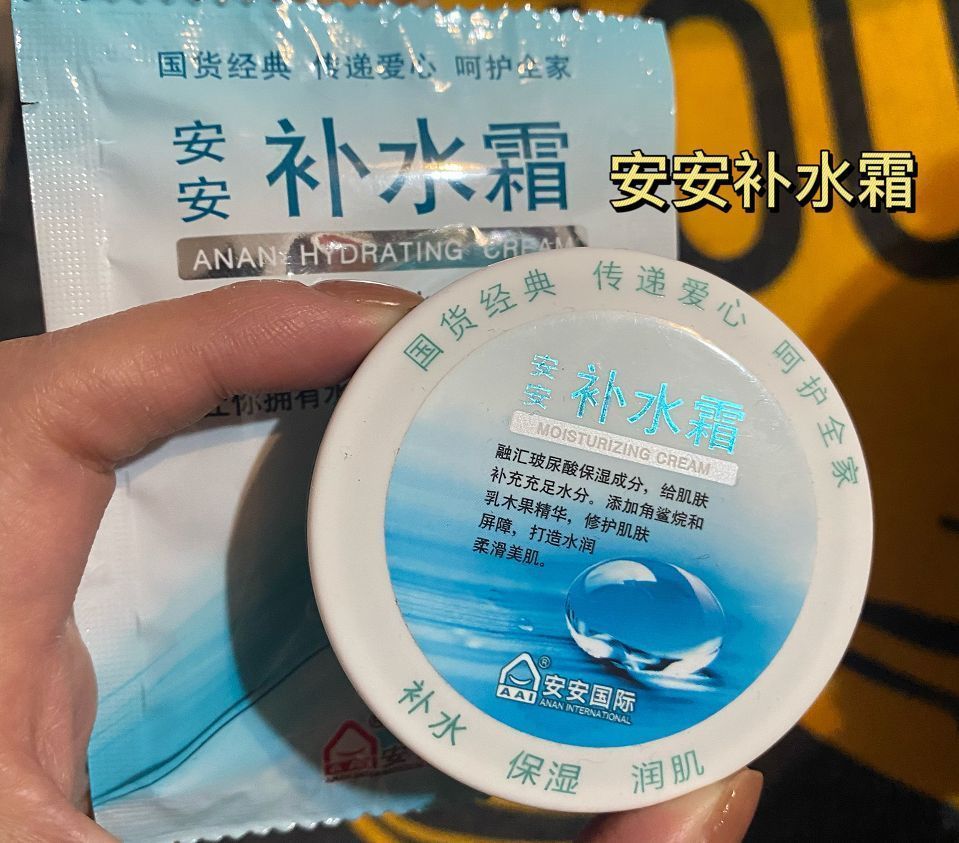 国货经典 传递爱心 呵护全家
安安
补水霜
ANAN HYDRATING CREAM
你拥有水
安安补水霜
国货经典 传递爱心 呵护全家
安安
补水霜
MOISTURIZING CREAM
融汇玻尿酸保湿成分，给肌肤
补充充足水分。添加角鲨烷和
乳木果精华，修护肌肤
屏障，打造水润
柔滑美肌。
AAI
®
安安国际
ANAN INTERNATIONAL
补水 保湿 润肌
安